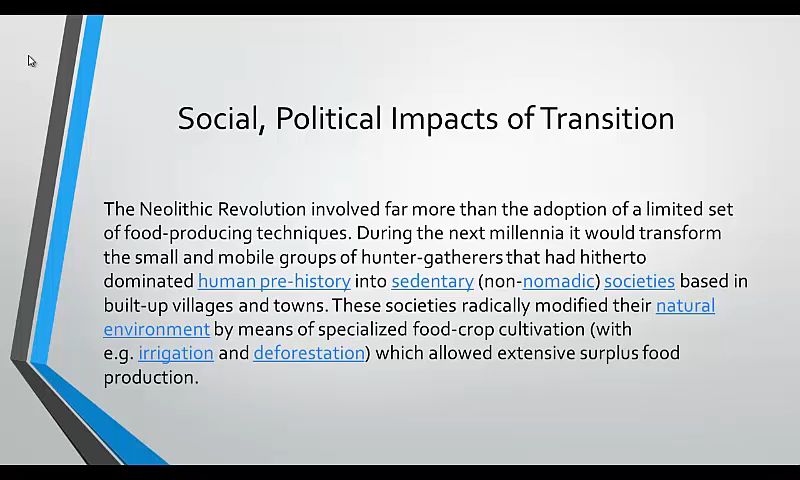 Social, Political Impacts of Transition
The Neolithic Revolution involved far more than the adoption of a limited set
of food-producing techniques. During the next millennia it would transform
the small and mobile groups of hunter-gatherers that had hitherto
dominated human pre-history into sedentary (non-nomadic) societies based in
built-up villages and towns. These societies radically modified their natural
environment by means of specialized food-crop cultivation (with
e.g. irrigation and deforestation) which allowed extensive surplus food
production.